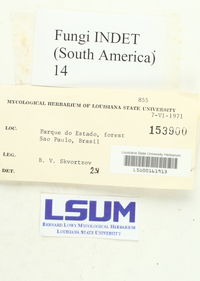 Fungi INDET
(South America)
14
855
MYCOLOGICAL HERBARIUM OF LOUISIANA STATE UNIVERSITY
7-VI-1971
LOC. Parque do Estado, forest
Sao Paulo, Brasil
153900
Louisiana State University Herbarium
LEG. B. V. Skvortzov
DET.
LSUM
BERNARD LOWY MYCOLOGICAL HERBARIUM
LOUISIANA STATE UNIVERSITY